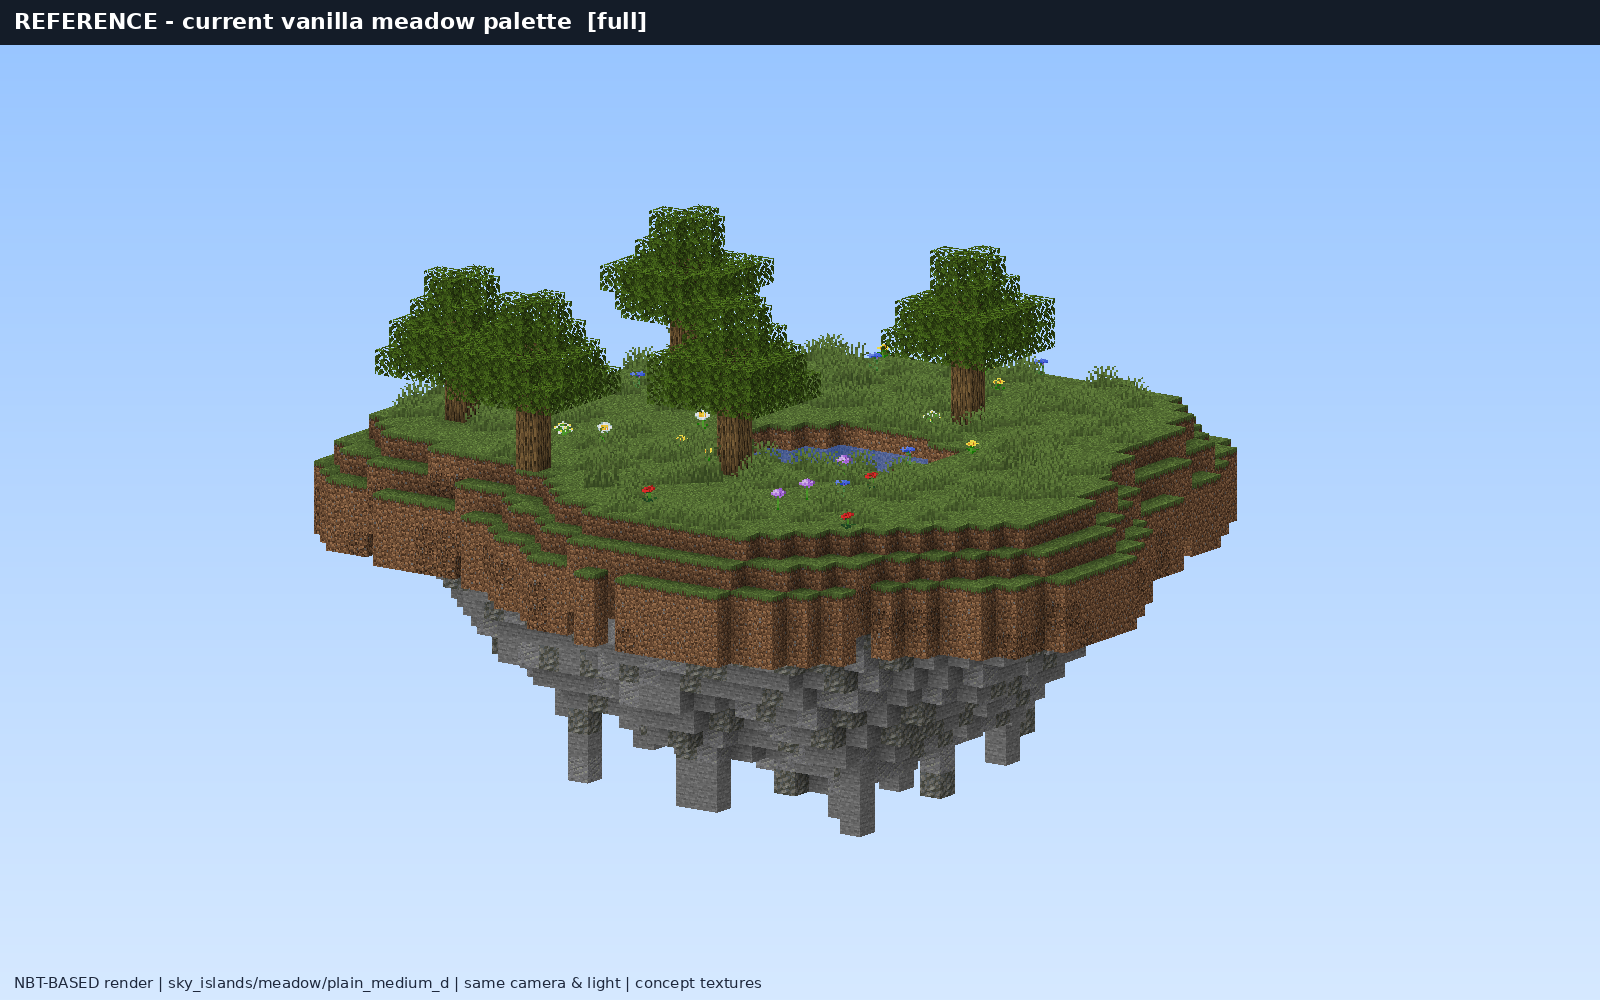 REFERENCE - current vanilla meadow palette  [full]
NBT-BASED render | sky_islands/meadow/plain_medium_d | same camera & light | concept textures